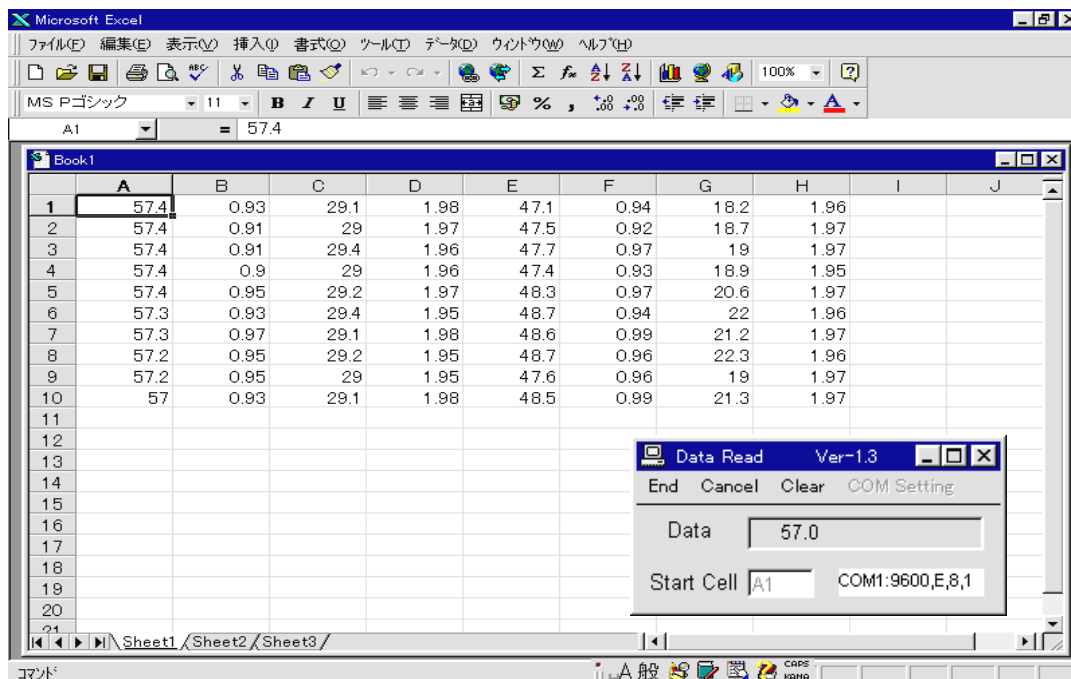 Microsoft Excel
ファイル(F) 編集(E) 表示(V) 挿入(I) 書式(O) ツール(T) データ(D) ウィンドウ(W) ヘルプ(H)
100%
MS Pゴシック 11 B I U
A1 = 57.4
Book1
A B C D E F G H I J
1 57.4 0.93 29.1 1.98 47.1 0.94 18.2 1.96
2 57.4 0.91 29 1.97 47.5 0.92 18.7 1.97
3 57.4 0.91 29.4 1.96 47.7 0.97 19 1.97
4 57.4 0.9 29 1.96 47.4 0.93 18.9 1.95
5 57.4 0.95 29.2 1.97 48.3 0.97 20.6 1.97
6 57.3 0.93 29.4 1.95 48.7 0.94 22 1.96
7 57.3 0.97 29.1 1.98 48.6 0.99 21.2 1.97
8 57.2 0.95 29.2 1.95 48.7 0.96 22.3 1.96
9 57.2 0.95 29 1.95 47.6 0.96 19 1.97
10 57 0.93 29.1 1.98 48.5 0.99 21.3 1.97
11
12
13
14
15
16
17
18
19
20
21
Data Read Ver-1.3
End Cancel Clear COM Setting
Data 57.0
Start Cell A1 COM1:9600,E,8,1
Sheet1 Sheet2 Sheet3
コマンド A 般 CAPS
KANA